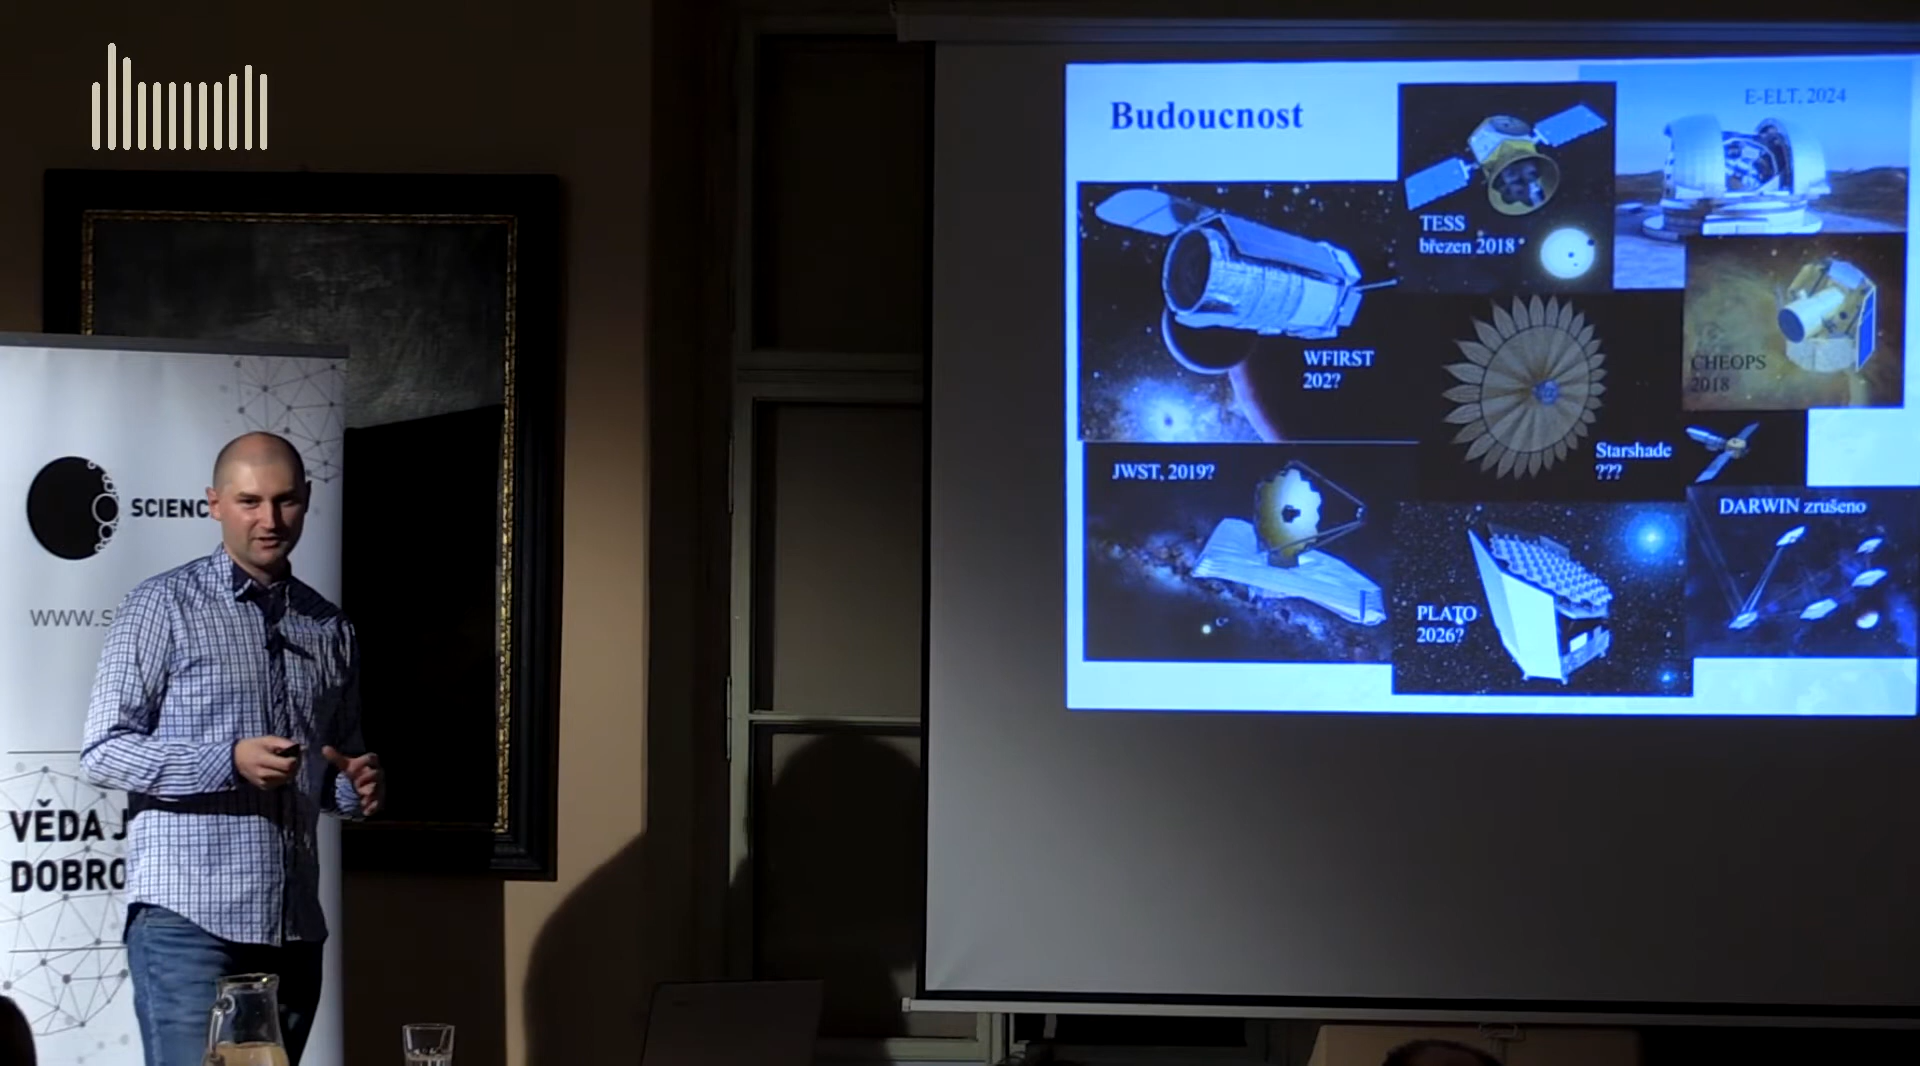 SCIENC
www.s
VĚDA J
DOBRO
Budoucnost
E-ELT, 2024
TESS
březen 2018
WFIRST
202?
CHEOPS
2018
Starshade
???
JWST, 2019?
DARWIN zrušeno
PLATO
2026?